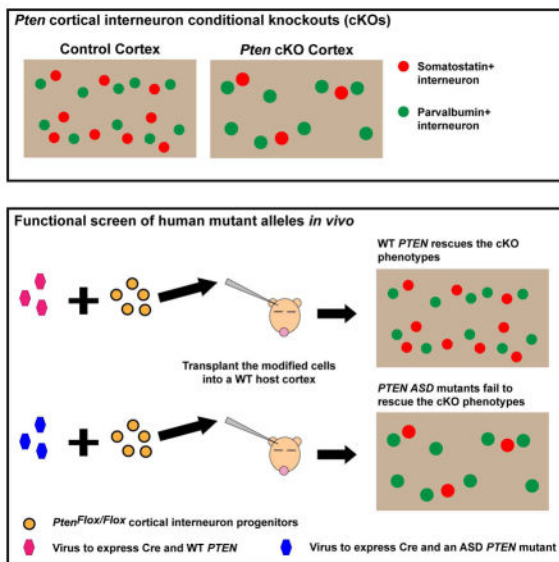 Pten cortical interneuron conditional knockouts (cKOs)
Control Cortex
Pten cKO Cortex
Somatostatin+
interneuron
Parvalbumin+
interneuron
Functional screen of human mutant alleles in vivo
WT PTEN rescues the cKO
phenotypes
Transplant the modified cells
into a WT host cortex
PTEN ASD mutants fail to
rescue the cKO phenotypes
PtenFlox/Flox cortical interneuron progenitors
Virus to express Cre and WT PTEN
Virus to express Cre and an ASD PTEN mutant